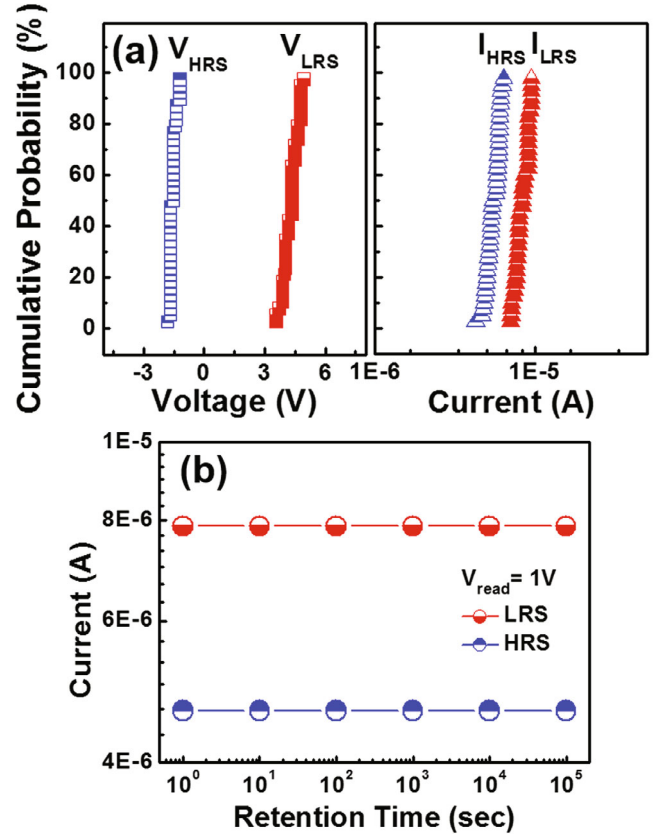 (a)
V_HRS V_LRS
I_HRS I_LRS
Cumulative Probability (%)
100
80
60
40
20
0
-3 0 3 6
Voltage (V)
1E-6 1E-5
Current (A)
(b)
Current (A)
1E-5
8E-6
6E-6
4E-6
V_read= 1V
LRS
HRS
10^0 10^1 10^2 10^3 10^4 10^5
Retention Time (sec)